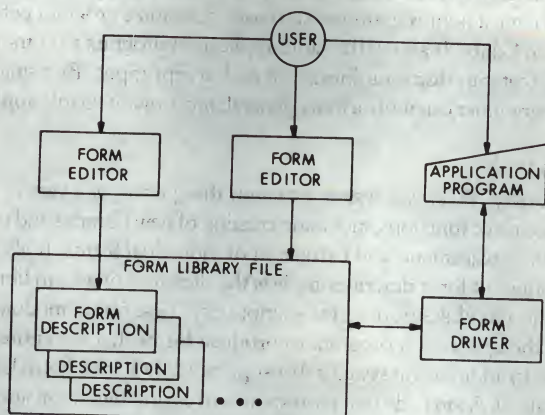 USER
FORM
EDITOR
FORM
EDITOR
APPLICATION
PROGRAM
FORM LIBRARY FILE
FORM
DESCRIPTION
DESCRIPTION
DESCRIPTION
• • •
FORM
DRIVER